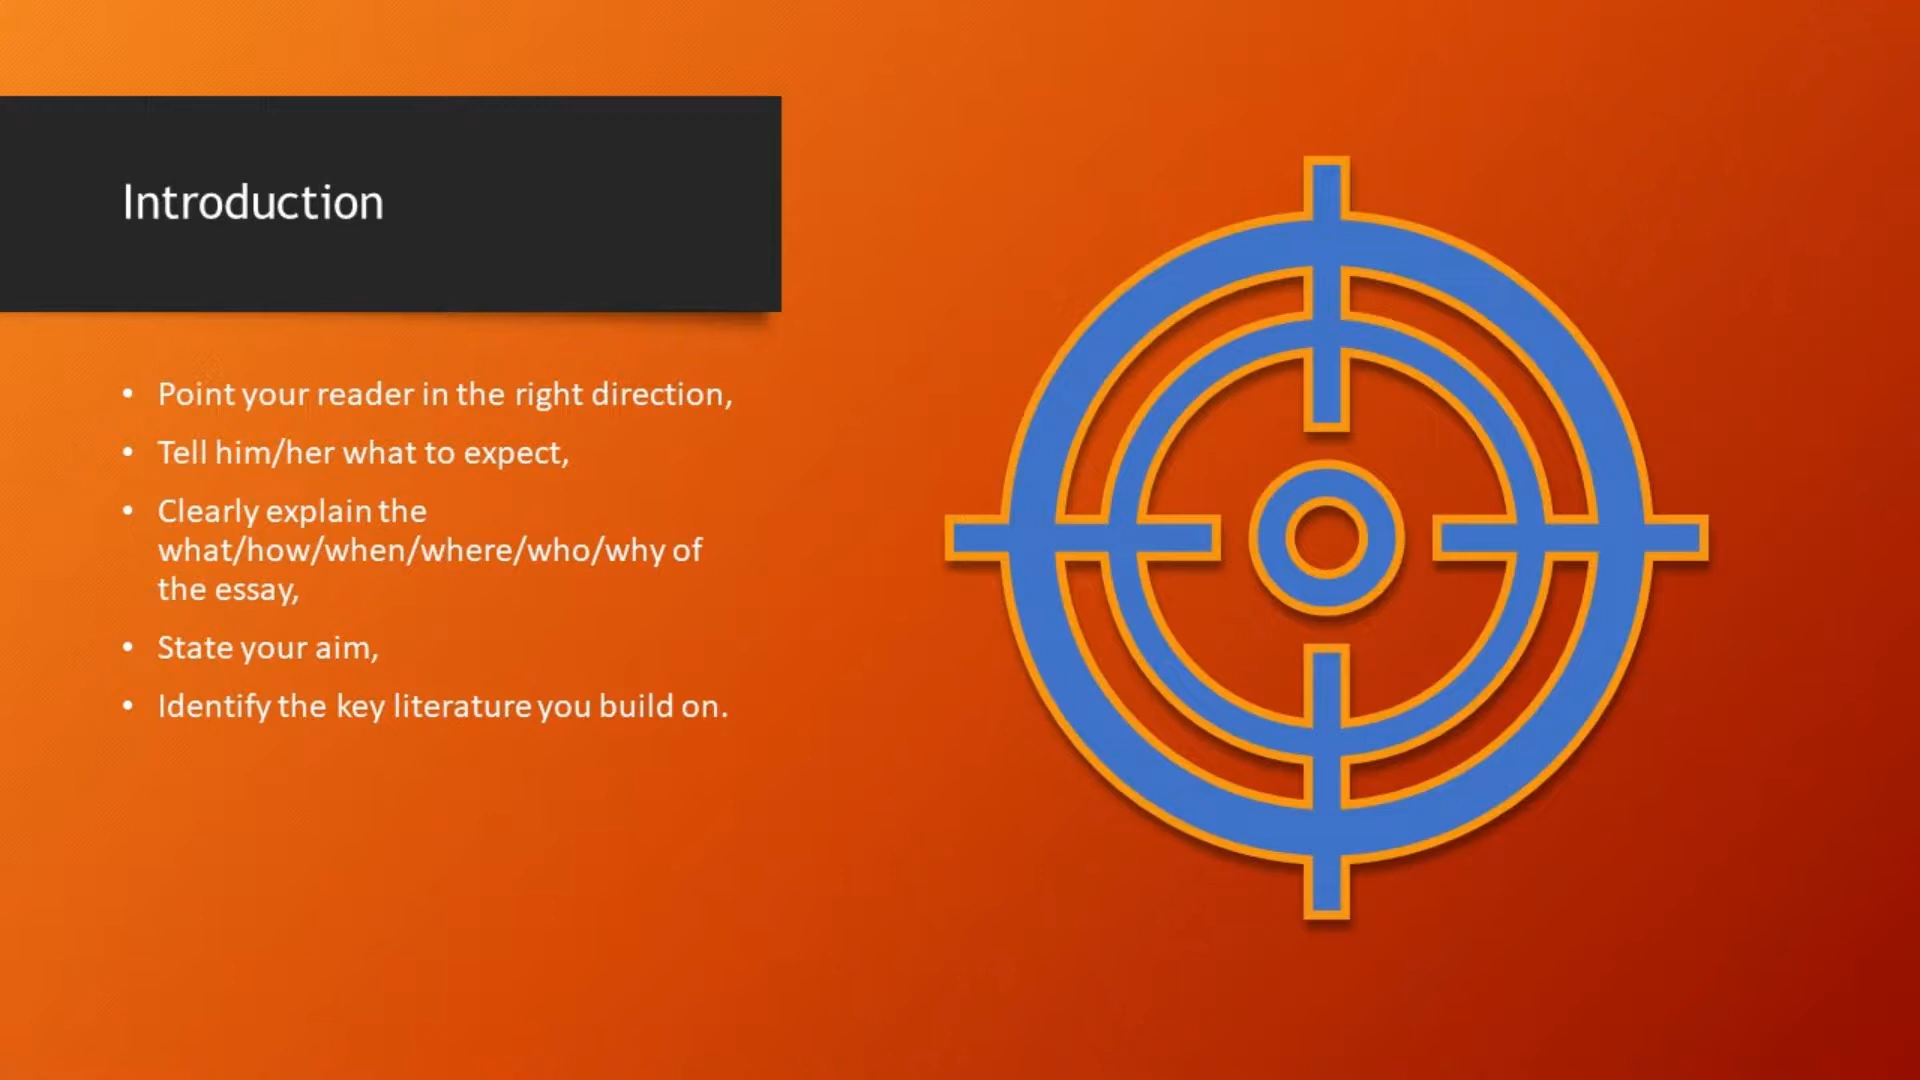 Introduction
• Point your reader in the right direction,
• Tell him/her what to expect,
• Clearly explain the
what/how/when/where/who/why of
the essay,
• State your aim,
• Identify the key literature you build on.